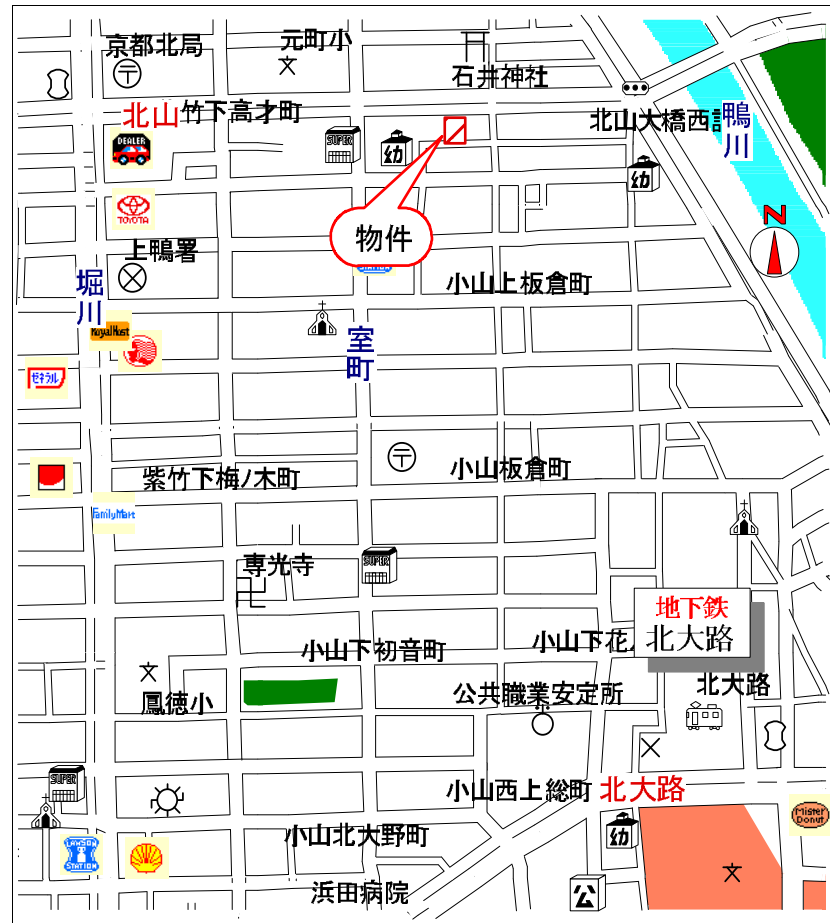 京都北局
元町小
石井神社
北山
竹下高才町
SUPER
幼
北山大橋西詰
鴨川
DEALER
幼
TOYOTA
物件
N
上鴨署
STATION
小山上板倉町
堀川
Royal Host
室町
ゼネラル
小山板倉町
紫竹下梅ノ木町
FamilyMart
専光寺
SUPER
地下鉄
北大路
小山下初音町
小山下花ノ
北大路
鳳徳小
公共職業安定所
SUPER
小山西上総町
北大路
Mister
Donut
小山北大野町
幼
LAWSON
STATION
浜田病院
公